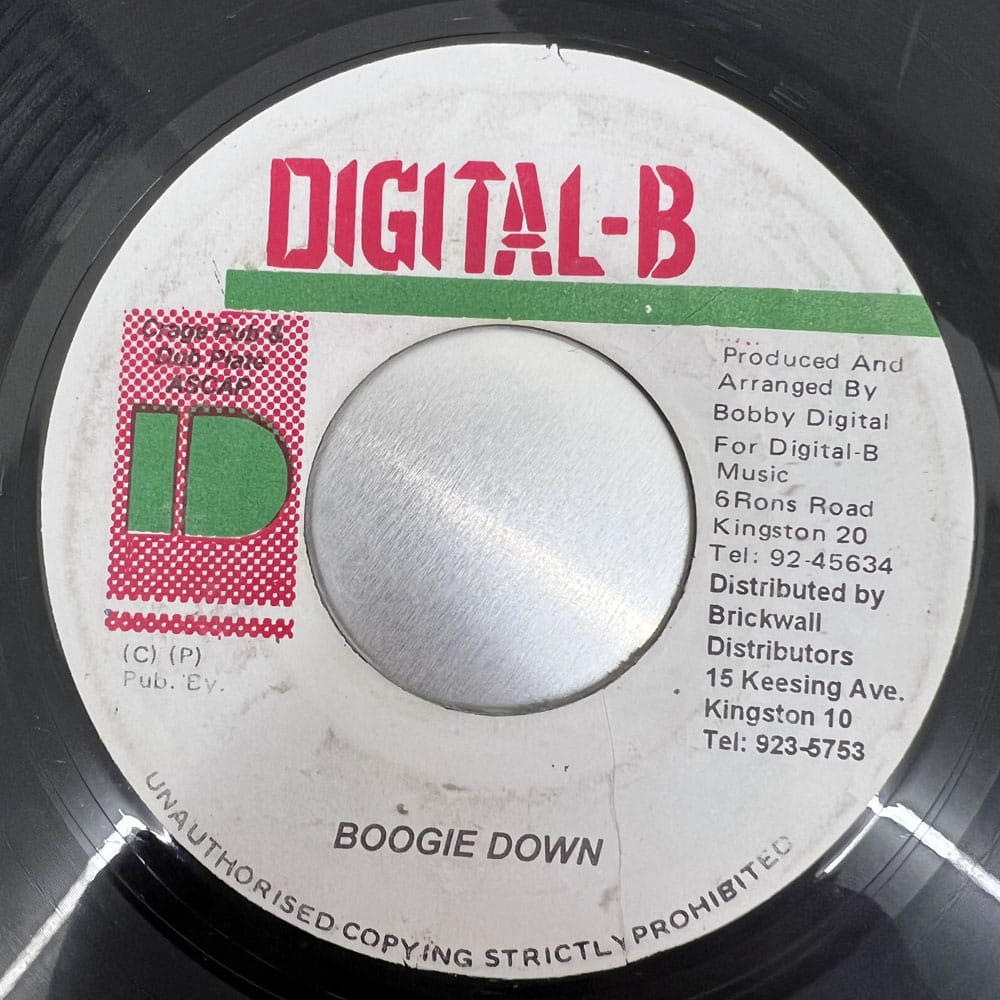 DIGITAL-B
Crage Pub &
Dub Plate
ASCAP
D
(C) (P)
Pub. By.
Produced And
Arranged By
Bobby Digital
For Digital-B
Music
6 Rons Road
Kingston 20
Tel: 92-45634
Distributed by
Brickwall
Distributors
15 Keesing Ave.
Kingston 10
Tel: 923-5753
BOOGIE DOWN
UNAUTHORISED COPYING STRICTLY PROHIBITED